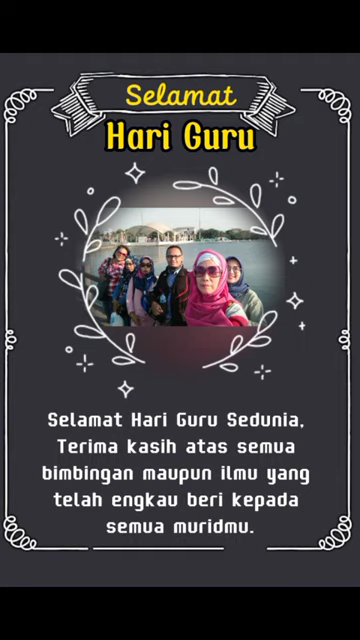 Selamat
Hari Guru
Selamat Hari Guru Sedunia,
Terima kasih atas semua
bimbingan maupun ilmu yang
telah engkau beri kepada
semua muridmu.